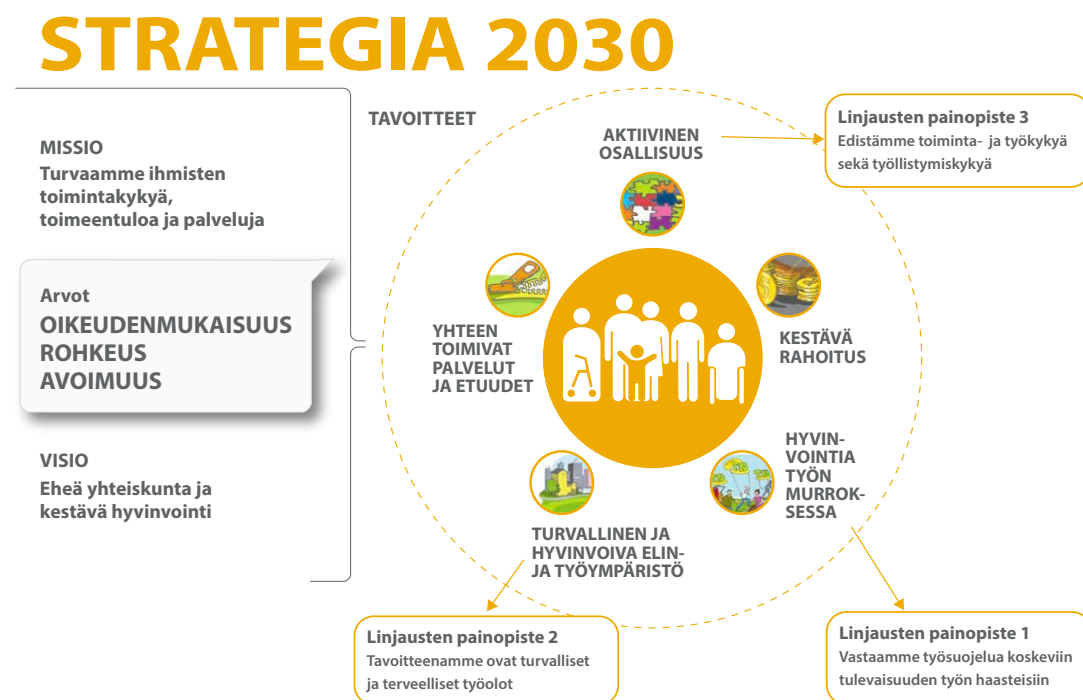 STRATEGIA 2030
MISSIO
Turvaamme ihmisten
toimintakykyä,
toimeentuloa ja palveluja
Arvot
OIKEUDENMUKAISUUS
ROHKEUS
AVOIMUUS
VISIO
Eheä yhteiskunta ja
kestävä hyvinvointi
TAVOITTEET
AKTIIVINEN
OSALLISUUS
Linjausten painopiste 3
Edistämme toiminta- ja työkykyä
sekä työllistymiskykyä
YHTEEN
TOIMIVAT
PALVELUT
JA ETUUDET
KESTÄVÄ
RAHOITUS
HYVIN-
VOINTIA
TYÖN
MURROK-
SESSA
TURVALLINEN JA
HYVINVOIVA ELIN-
JA TYÖYMPÄRISTÖ
Linjausten painopiste 2
Tavoitteenamme ovat turvalliset
ja terveelliset työolot
Linjausten painopiste 1
Vastaamme työsuojelua koskeviin
tulevaisuuden työn haasteisiin